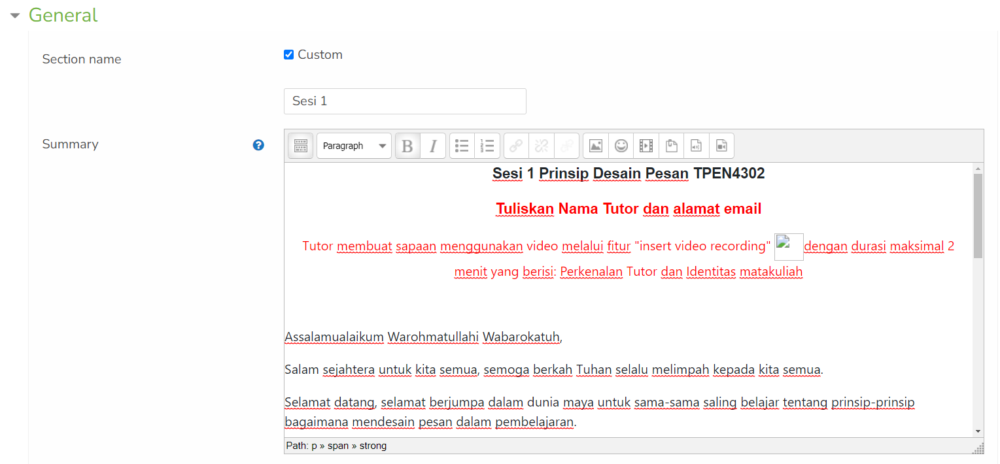 General
Section name
Custom
Sesi 1
Summary
Paragraph
B I
Sesi 1 Prinsip Desain Pesan TPEN4302
Tuliskan Nama Tutor dan alamat email
Tutor membuat sapaan menggunakan video melalui fitur "insert video recording" dengan durasi maksimal 2
menit yang berisi: Perkenalan Tutor dan Identitas matakuliah
Assalamualaikum Warohmatullahi Wabarokatuh,
Salam sejahtera untuk kita semua, semoga berkah Tuhan selalu melimpah kepada kita semua.
Selamat datang, selamat berjumpa dalam dunia maya untuk sama-sama saling belajar tentang prinsip-prinsip
bagaimana mendesain pesan dalam pembelajaran.
Path: p » span » strong